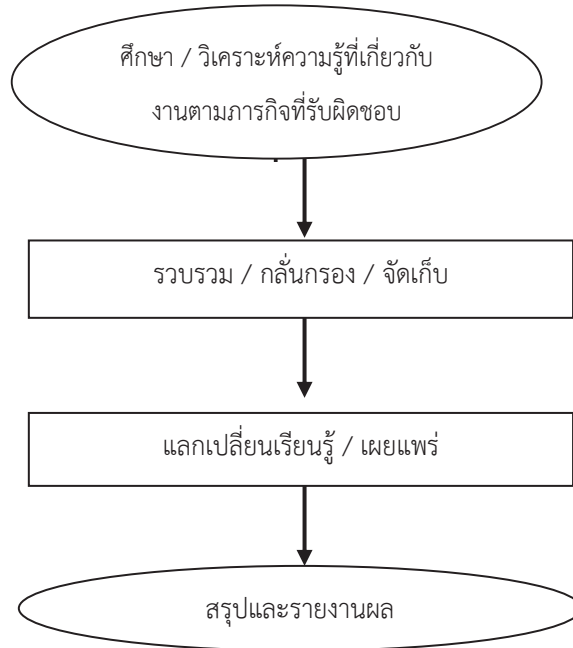 ศึกษา / วิเคราะห์ความรู้ที่เกี่ยวกับ
งานตามภารกิจที่รับผิดชอบ
รวบรวม / กลั่นกรอง / จัดเก็บ
แลกเปลี่ยนเรียนรู้ / เผยแพร่
สรุปและรายงานผล